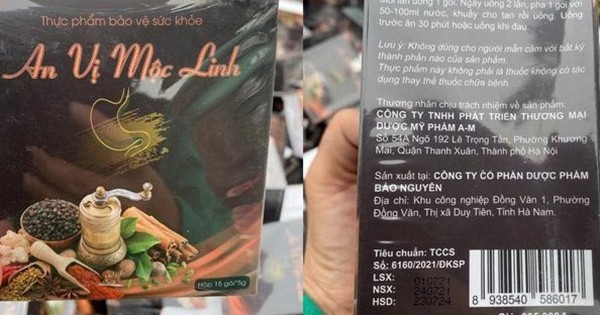 Thực phẩm bảo vệ sức khỏe
An Vị Mộc Linh
Hộp 16 gói*5g
Mỗi lần uống 1 gói. Ngày uống 2 lần, pha 1 gói với
50-100ml nước, khuấy cho tan rồi uống. Uống
trước ăn 30 phút hoặc uống khi đau.
Lưu ý: Không dùng cho người mẫn cảm với bất kỳ
thành phần nào của sản phẩm.
Thực phẩm này không phải là thuốc không có tác
dụng thay thế thuốc chữa bệnh.
Thương nhân chịu trách nhiệm về sản phẩm:
CÔNG TY TNHH PHÁT TRIỂN THƯƠNG MẠI
DƯỢC MỸ PHẨM A-M
Số 54A Ngõ 192 Lê Trọng Tấn, Phường Khương
Mai, Quận Thanh Xuân, Thành phố Hà Nội
Sản xuất tại: CÔNG TY CỔ PHẦN DƯỢC PHẨM
BẢO NGUYÊN
Địa chỉ: Khu công nghiệp Đồng Văn 1, Phường
Đồng Văn, Thị xã Duy Tiên, Tỉnh Hà Nam.
Tiêu chuẩn: TCCS
Số: 6160/2021/ĐKSP
LSX: 010721
NSX: 240721
HSD: 230724
8 938540 586017